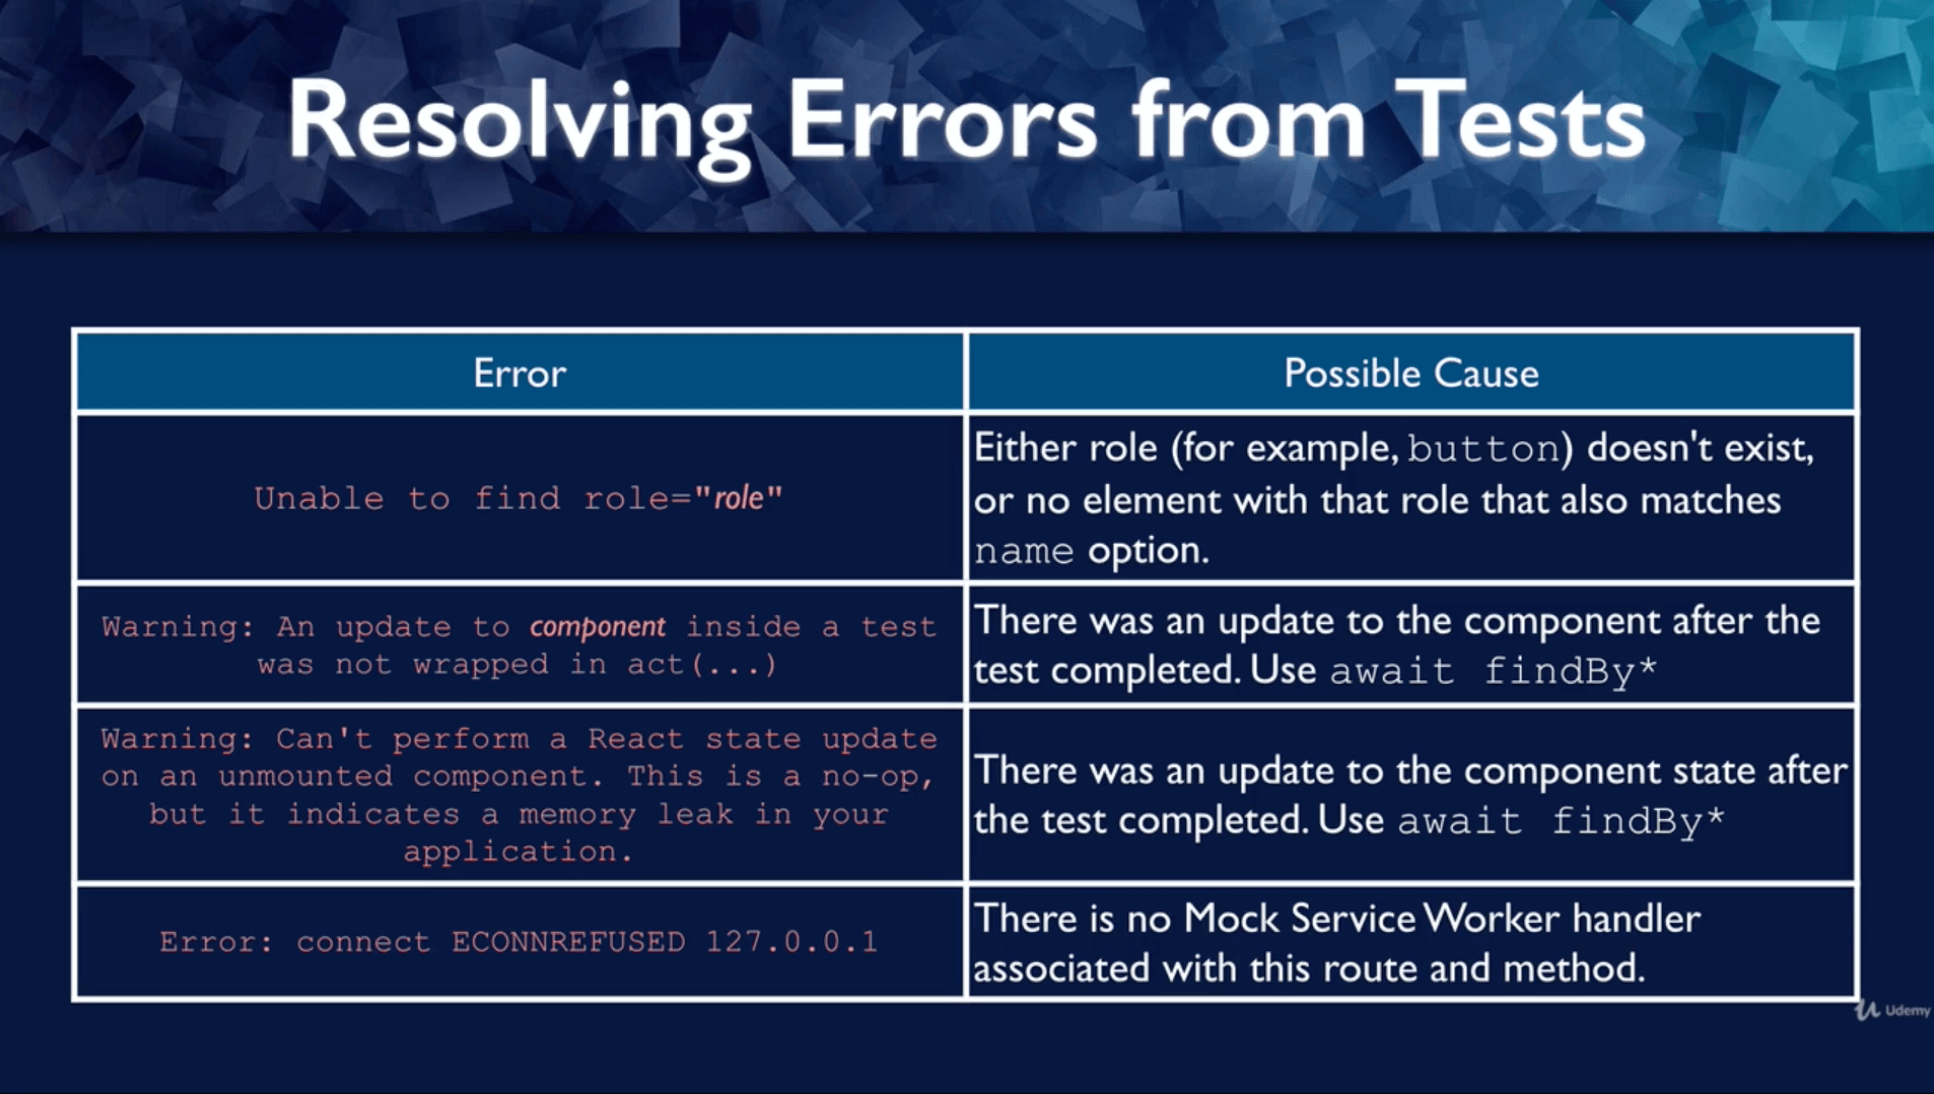 Resolving Errors from Tests
Error
Possible Cause
Unable to find role="role"
Either role (for example, button) doesn't exist,
or no element with that role that also matches
name option.
Warning: An update to component inside a test
was not wrapped in act(...)
There was an update to the component after the
test completed. Use await findBy*
Warning: Can't perform a React state update
on an unmounted component. This is a no-op,
but it indicates a memory leak in your
application.
There was an update to the component state after
the test completed. Use await findBy*
Error: connect ECONNREFUSED 127.0.0.1
There is no Mock Service Worker handler
associated with this route and method.
Udemy